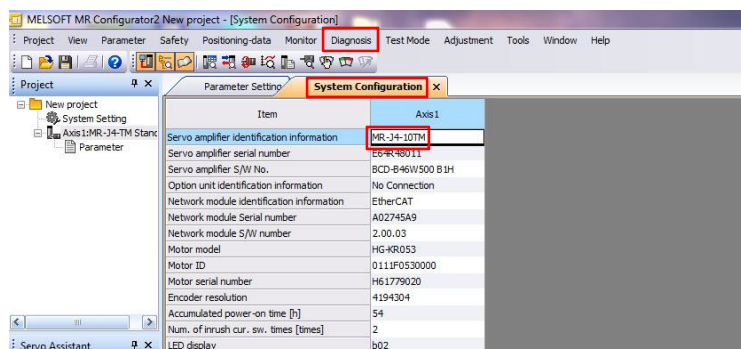 MELSOFT MR Configurator2 New project - [System Configuration]
Project View Parameter Safety Positioning-data Monitor Diagnosis Test Mode Adjustment Tools Window Help
Project
Parameter Setting
System Configuration
New project
System Setting
Axis1:MR-J4-TM Stanc
Parameter
Item Axis1
Servo amplifier identification information MR-J4-10TM
Servo amplifier serial number E64R48011
Servo amplifier S/W No. BCD-B46W500 B1H
Option unit identification information No Connection
Network module identification information EtherCAT
Network module Serial number A02745A9
Network module S/W number 2.00.03
Motor model HG-KR053
Motor ID 0111F0530000
Motor serial number H61779020
Encoder resolution 4194304
Accumulated power-on time [h] 54
Num. of inrush cur. sw. times [times] 2
LED display b02
Servo Assistant